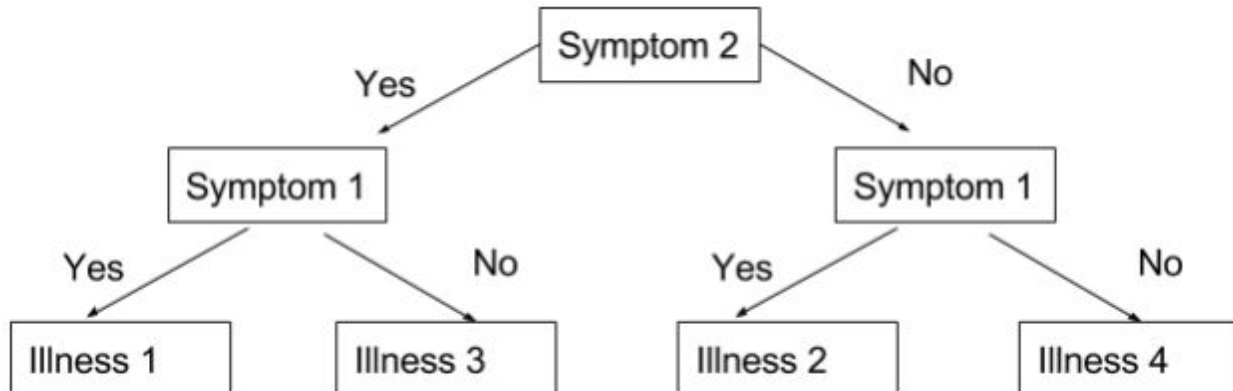 Symptom 2
Yes
No
Symptom 1
Symptom 1
Yes
No
Yes
No
Illness 1
Illness 3
Illness 2
Illness 4